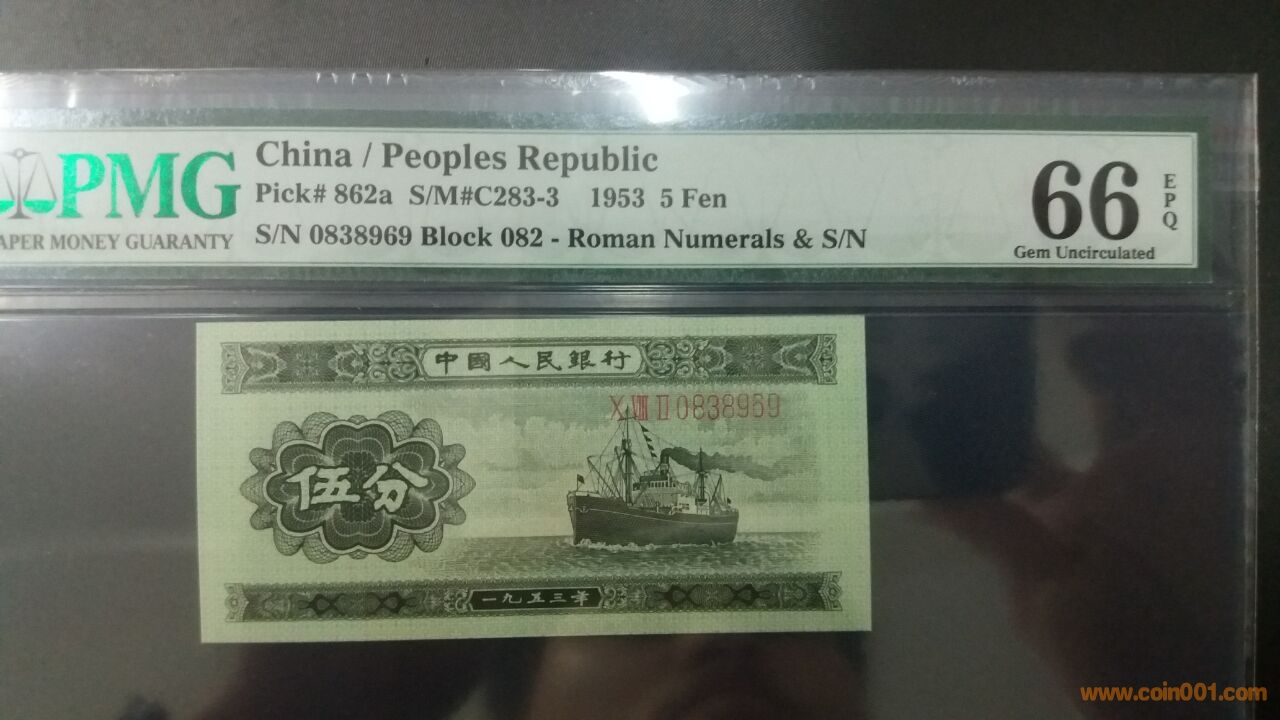 PMG
APER MONEY GUARANTY
China / Peoples Republic
Pick# 862a S/M#C283-3 1953 5 Fen
S/N 0838969 Block 082 - Roman Numerals & S/N
66
EPQ
Gem Uncirculated
中國人民銀行
X VIII II 0838969
伍分
一九五三年
www.coin001.com